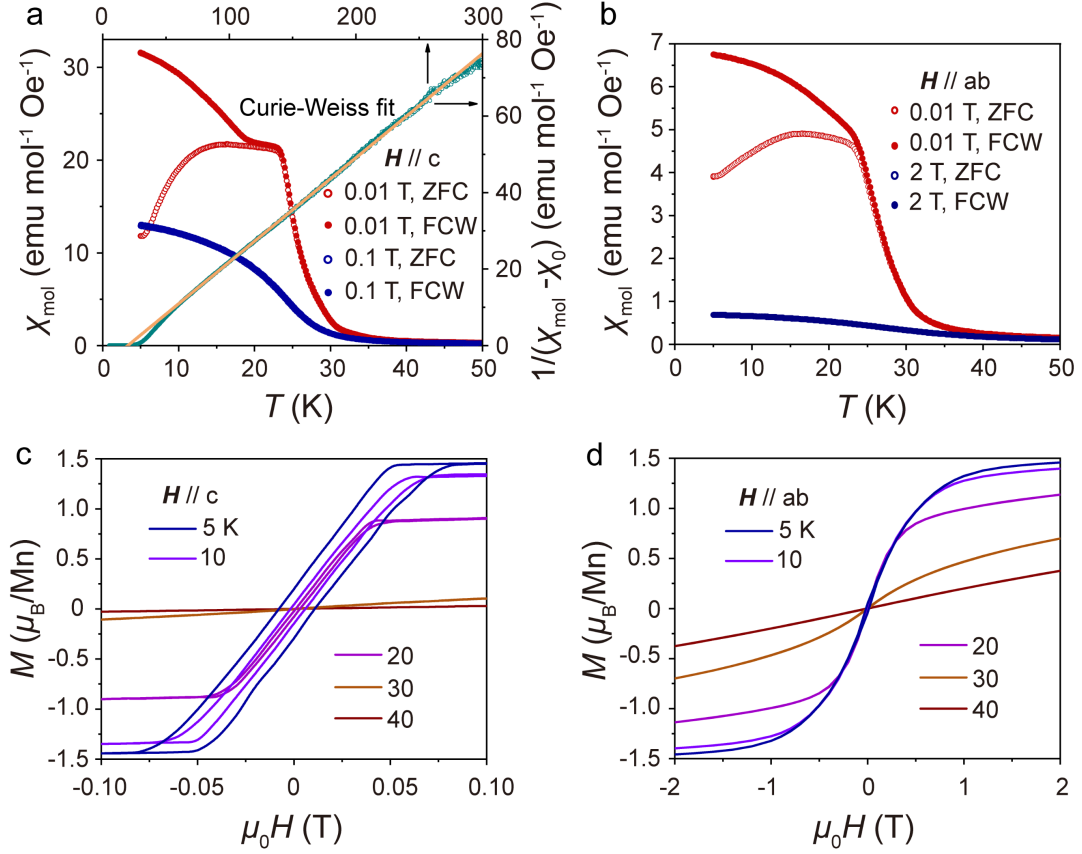 a
0 100 200 300
X_mol (emu mol⁻¹ Oe⁻¹)
30
20
10
0
Curie-Weiss fit
H // c
0.01 T, ZFC
0.01 T, FCW
0.1 T, ZFC
0.1 T, FCW
80
60
40
20
0
1/(χ_mol -X₀) (emu mol⁻¹ Oe⁻¹)
0 10 20 30 40 50
T (K)
b
X_mol (emu mol⁻¹ Oe⁻¹)
7
6
5
4
3
2
1
0
H // ab
0.01 T, ZFC
0.01 T, FCW
2 T, ZFC
2 T, FCW
0 10 20 30 40 50
T (K)
c
M (μ_B/Mn)
1.5
1.0
0.5
0
-0.5
-1.0
-1.5
H // c
5 K
10
20
30
40
-0.10 -0.05 0 0.05 0.10
μ₀H (T)
d
M (μ_B/Mn)
1.5
1.0
0.5
0
-0.5
-1.0
-1.5
H // ab
5 K
10
20
30
40
-2 -1 0 1 2
μ₀H (T)